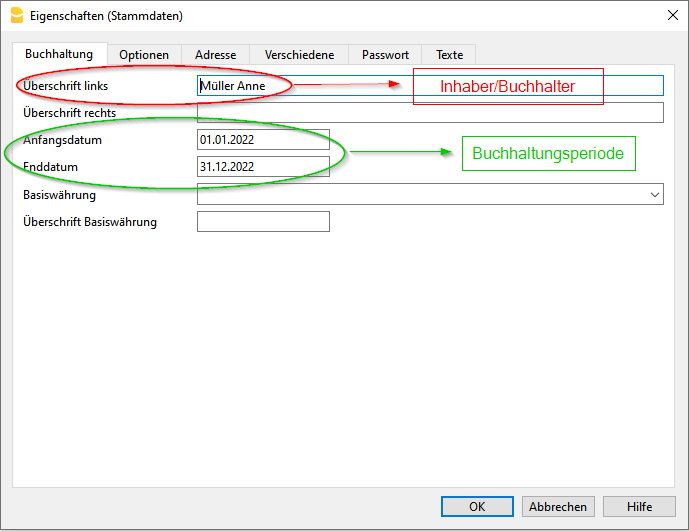 Eigenschaften (Stammdaten)
Buchhaltung Optionen Adresse Verschiedene Passwort Texte
Überschrift links Müller Anne Inhaber/Buchhalter
Überschrift rechts
Anfangsdatum 01.01.2022
Buchhaltungsperiode
Enddatum 31.12.2022
Basiswährung
Überschrift Basiswährung
OK Abbrechen Hilfe